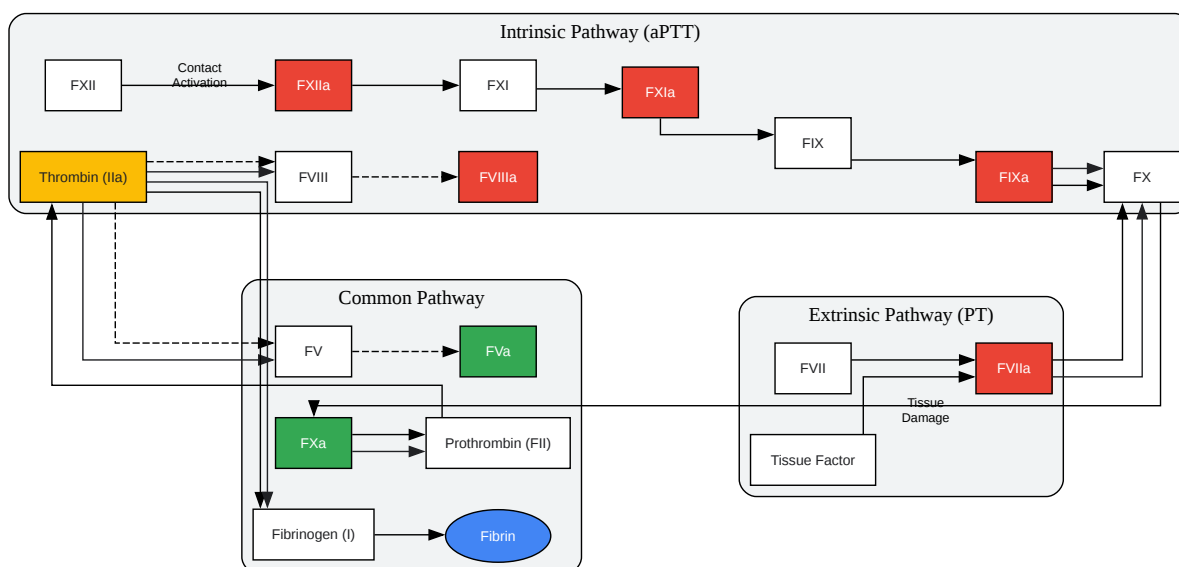 Intrinsic Pathway (aPTT)
Contact
Activation
FXII
FXIIa
FXI
FXIa
FIX
Thrombin (IIa)
FVIII
FVIIIa
FIXa
FX
Common Pathway
Extrinsic Pathway (PT)
FV
FVa
FVII
FVIIa
Tissue
Damage
FXa
Prothrombin (FII)
Tissue Factor
Fibrinogen (I)
Fibrin